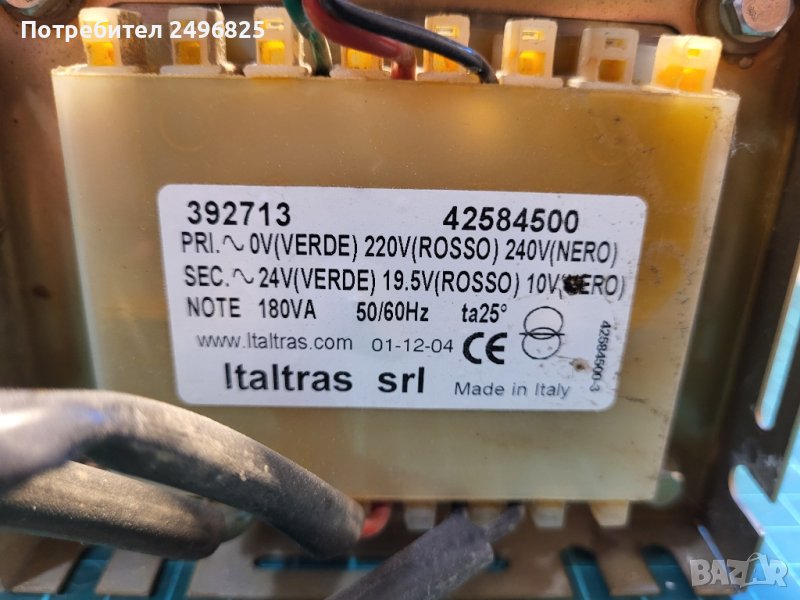 Потребител 2496825
392713 42584500
PRI.~ 0V(VERDE) 220V(ROSSO) 240V(NERO)
SEC.~ 24V(VERDE) 19.5V(ROSSO) 10V(NERO)
NOTE 180VA 50/60Hz ta25°
www.Italtras.com 01-12-04 CE
Italtras srl Made in Italy
42584500-3
BAZAR